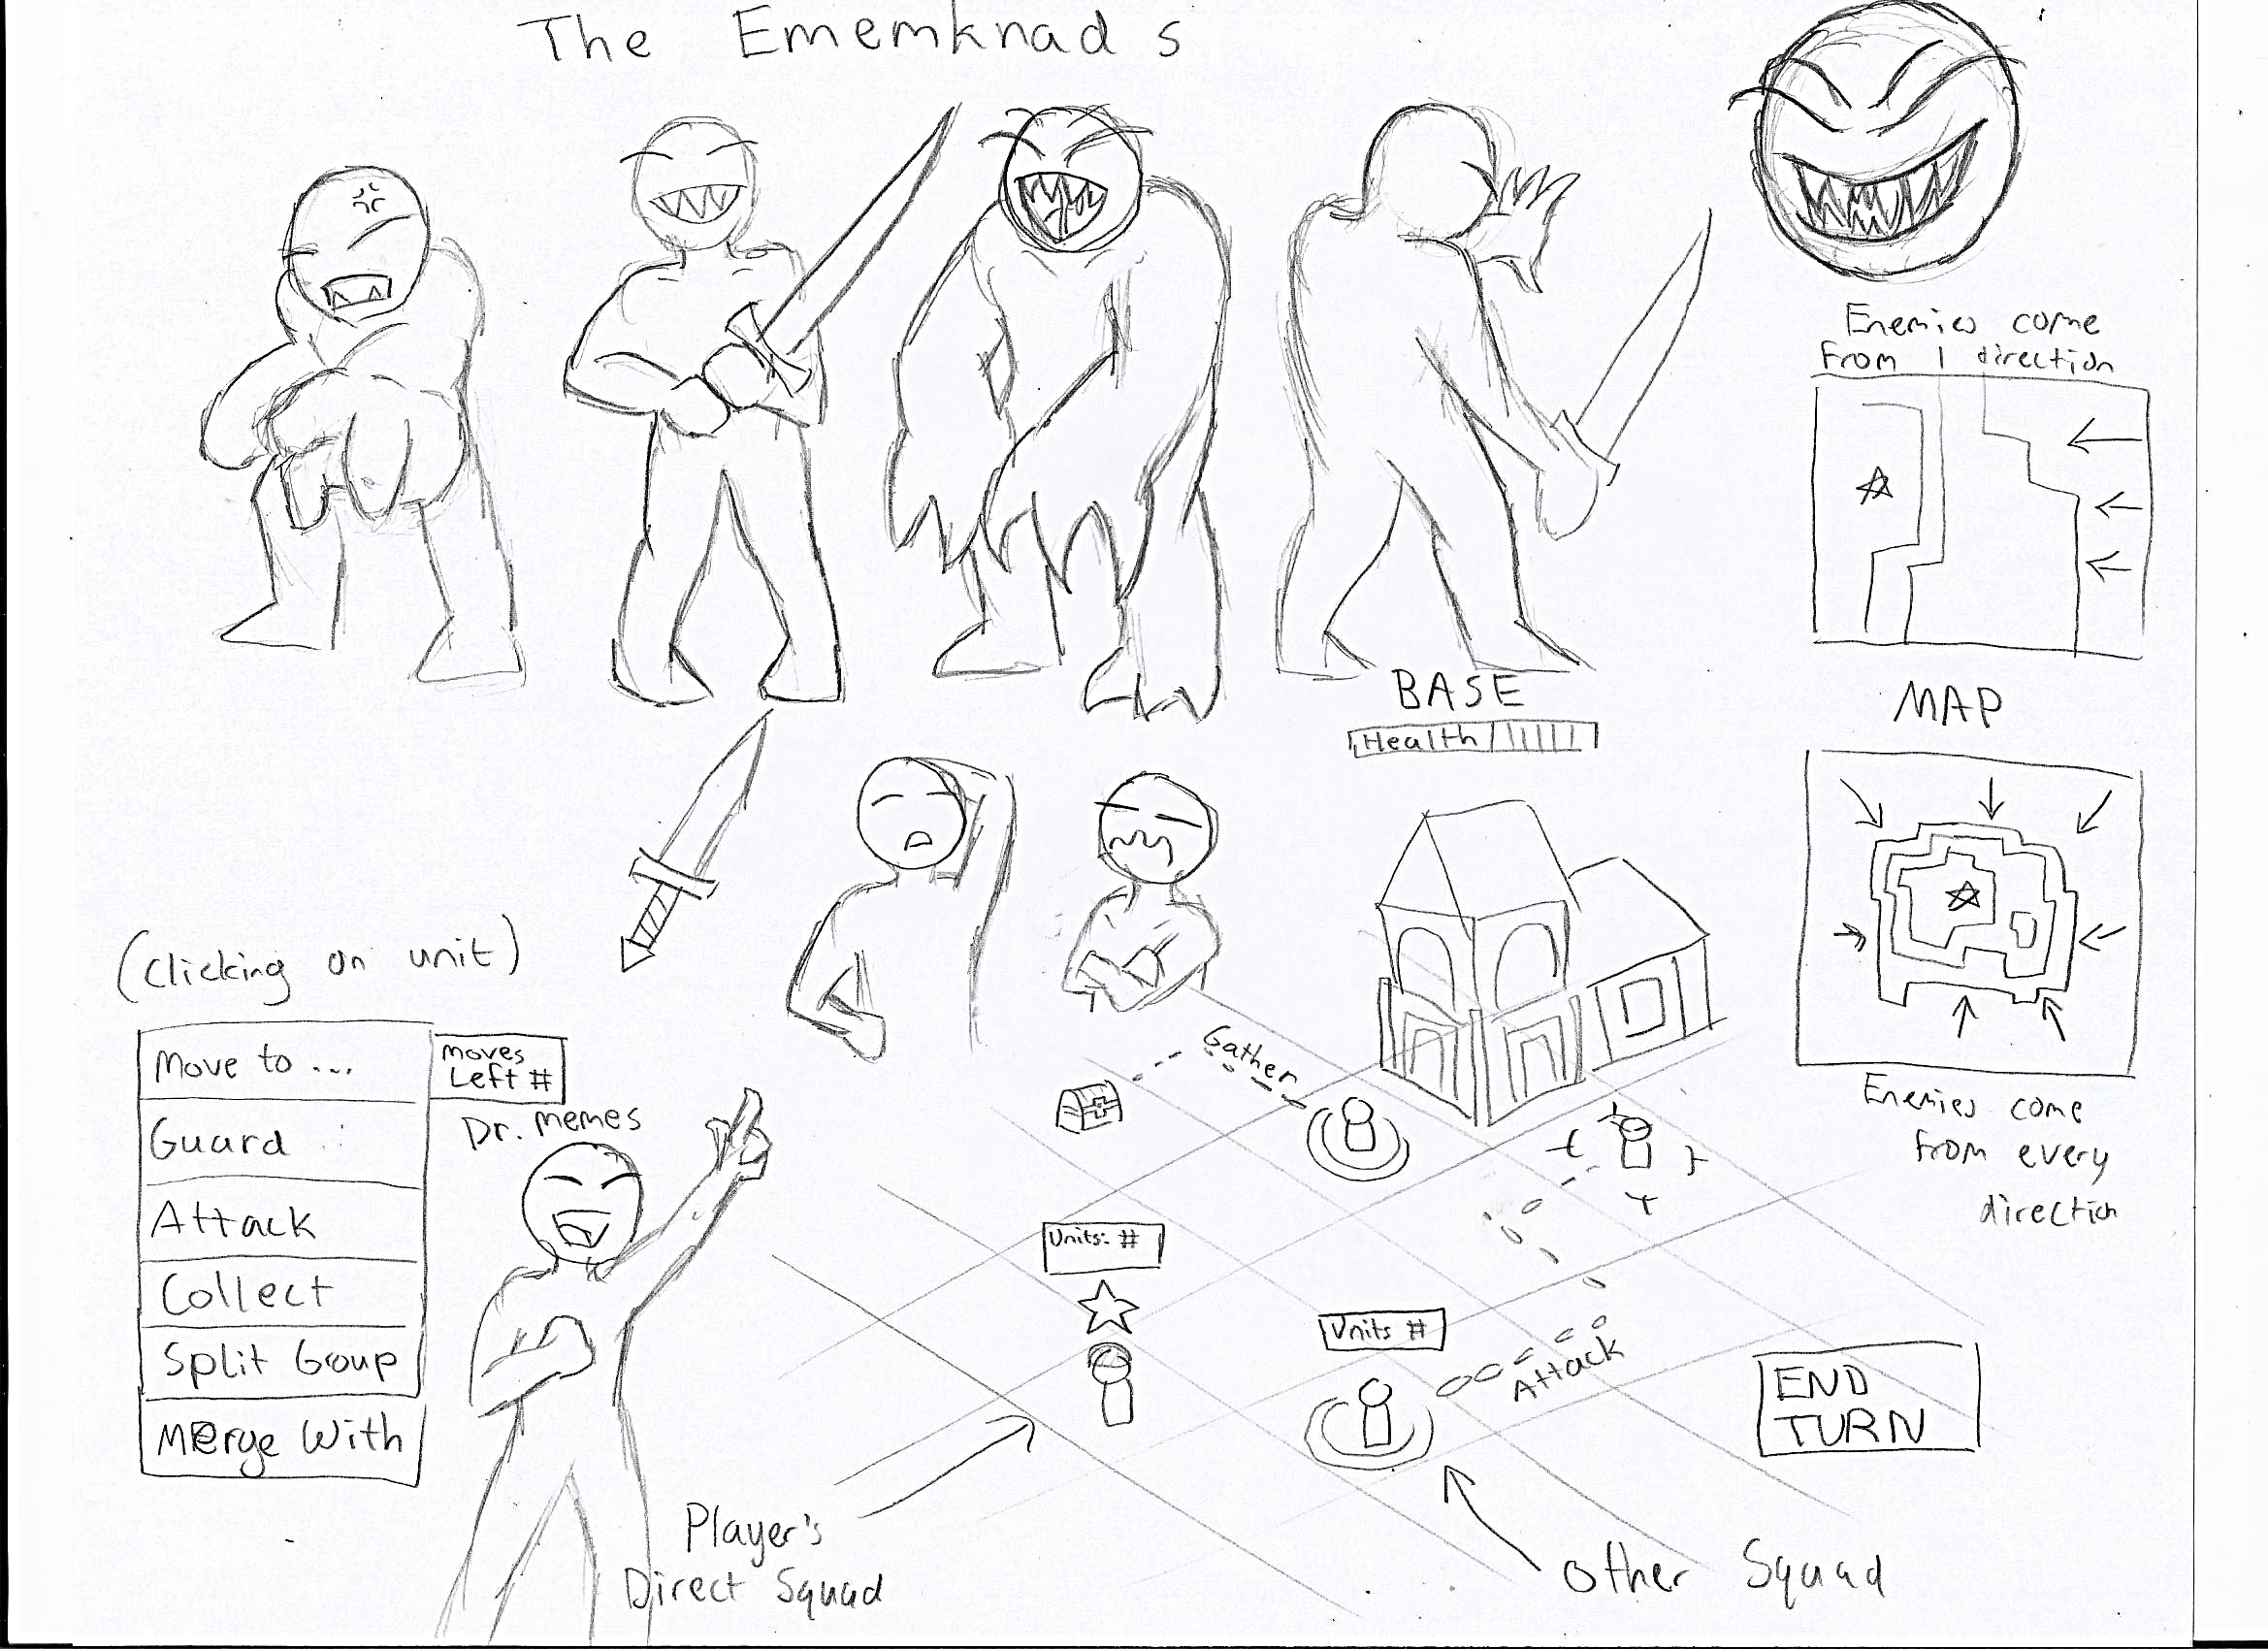 The Ememknads
Enemies come
From 1 direction
BASE
Health
MAP
(Clicking on unit)
Move to ...
Moves
Left #
Guard
Attack
Collect
Split Group
Merge With
Dr. Memes
Gather
Enemies come
from every
direction
Units: #
Units #
Attack
END
TURN
Player's
Direct Squad
Other Squad